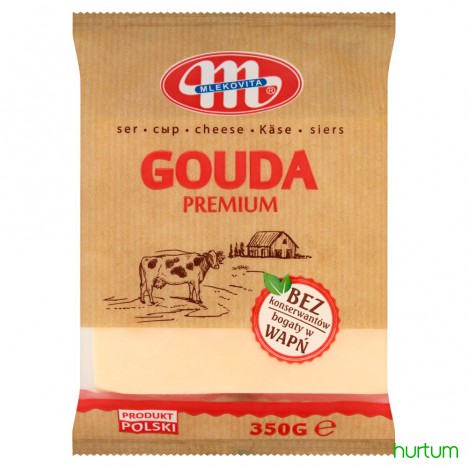 MLEKOVITA
®
ser • сыр • cheese • Käse • siers
GOUDA
PREMIUM
BEZ
konserwantów
bogaty w
WAPŃ
PRODUKT
POLSKI
350G ℮
hurtum